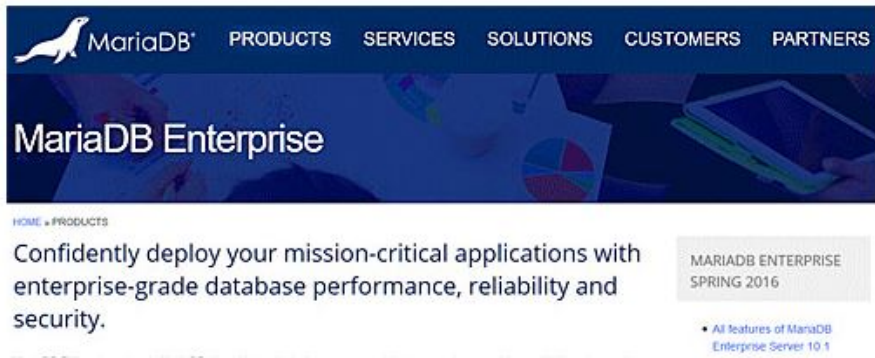 MariaDB PRODUCTS SERVICES SOLUTIONS CUSTOMERS PARTNERS
MariaDB Enterprise
HOME » PRODUCTS
Confidently deploy your mission-critical applications with
enterprise-grade database performance, reliability and
security.
MARIADB ENTERPRISE
SPRING 2016
• All features of MariaDB
Enterprise Server 10.1